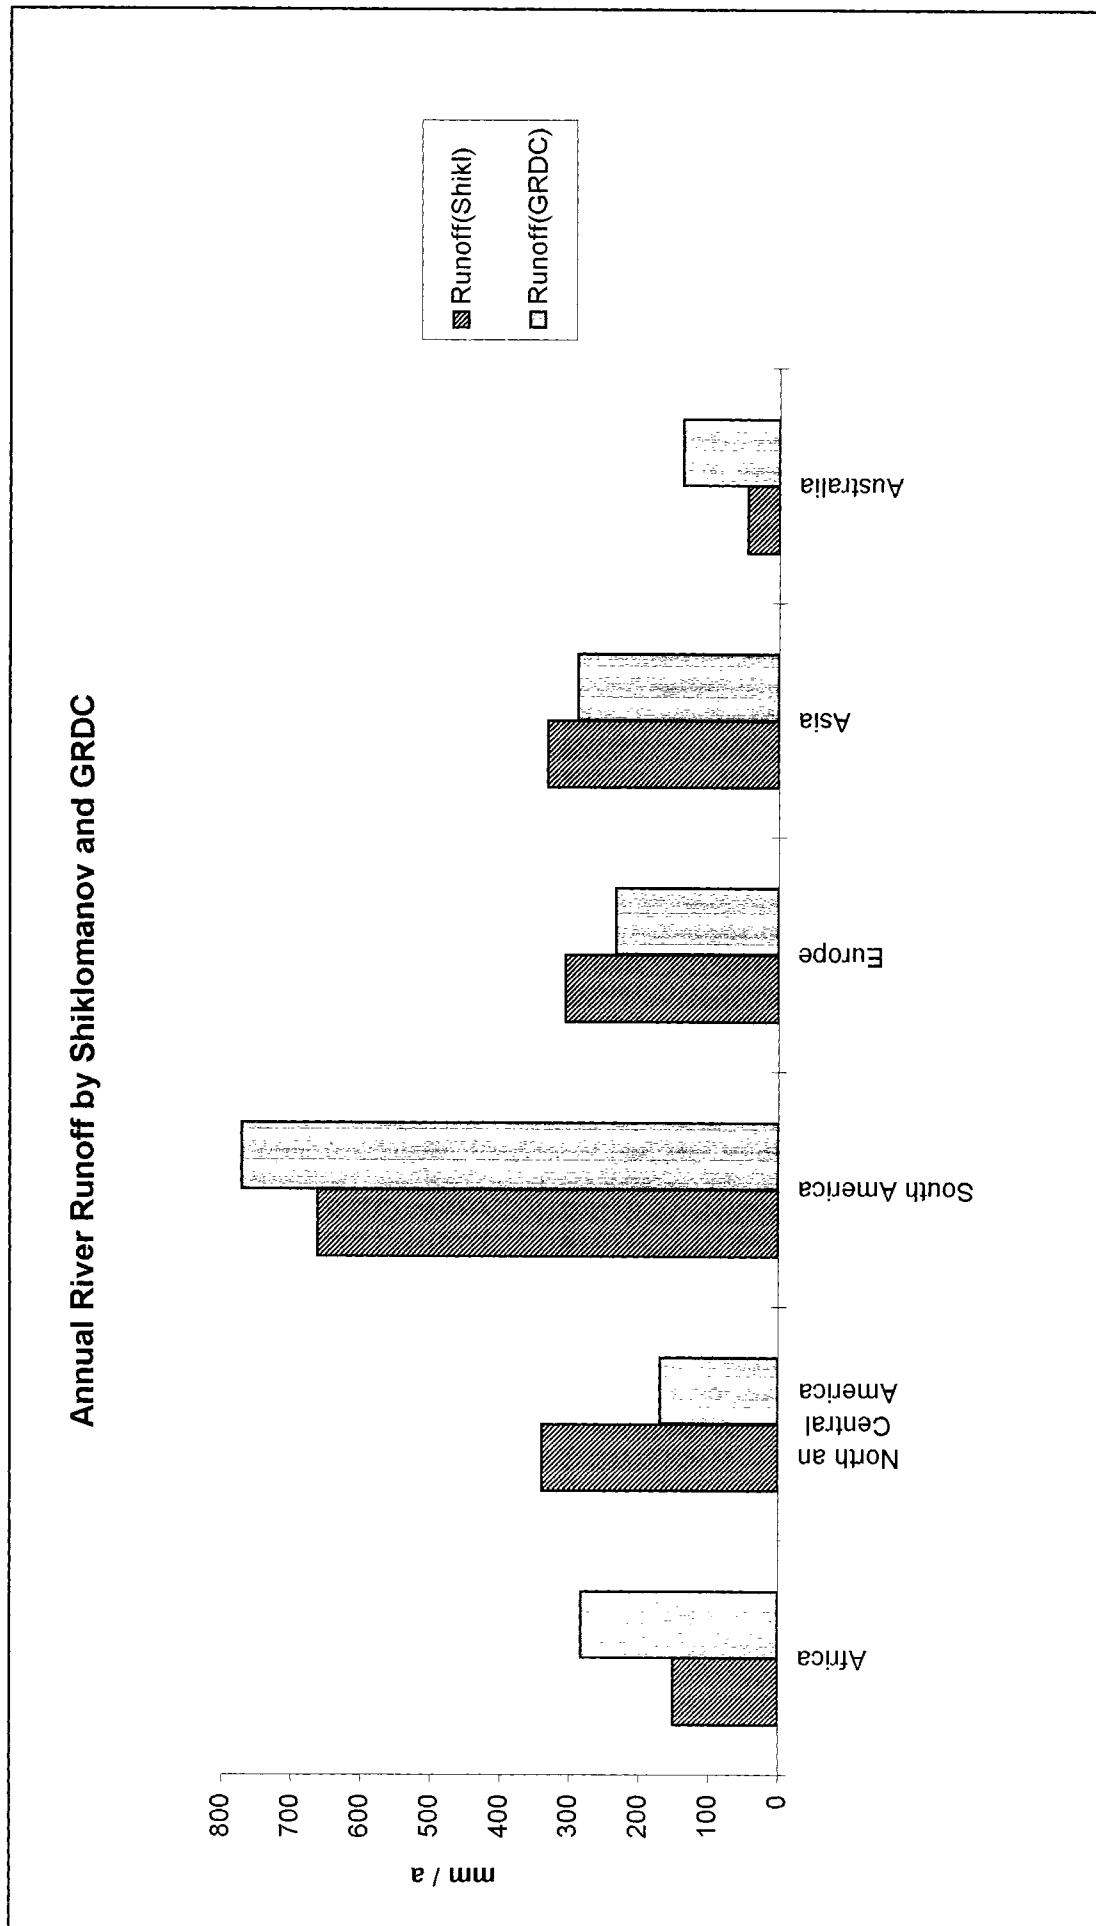 Annual River Runoff by Shiklomanov and GRDC
Runoff(Shikl)
Runoff(GRDC)
mm / a
800
700
600
500
400
300
200
100
0
Africa
North an
Central
America
South America
Europe
Asia
Australia